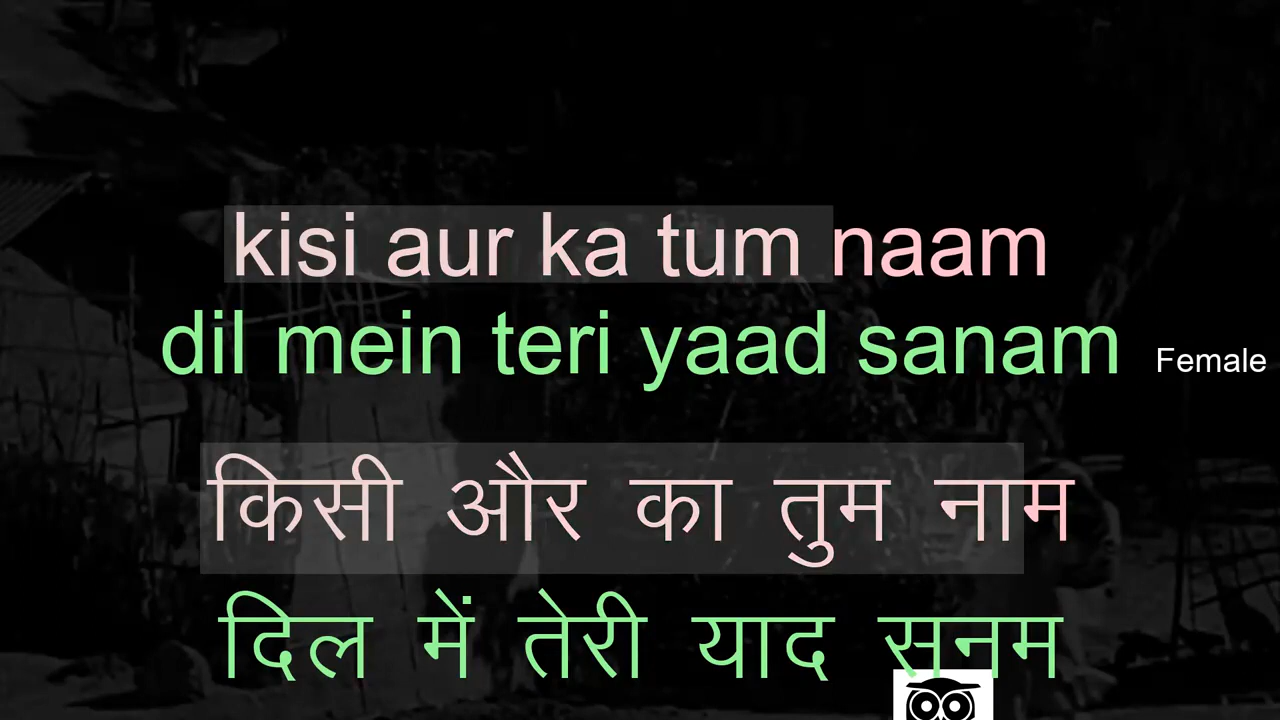 kisi aur ka tum naam
dil mein teri yaad sanam
Female
किसी और का तुम नाम
दिल में तेरी याद सनम